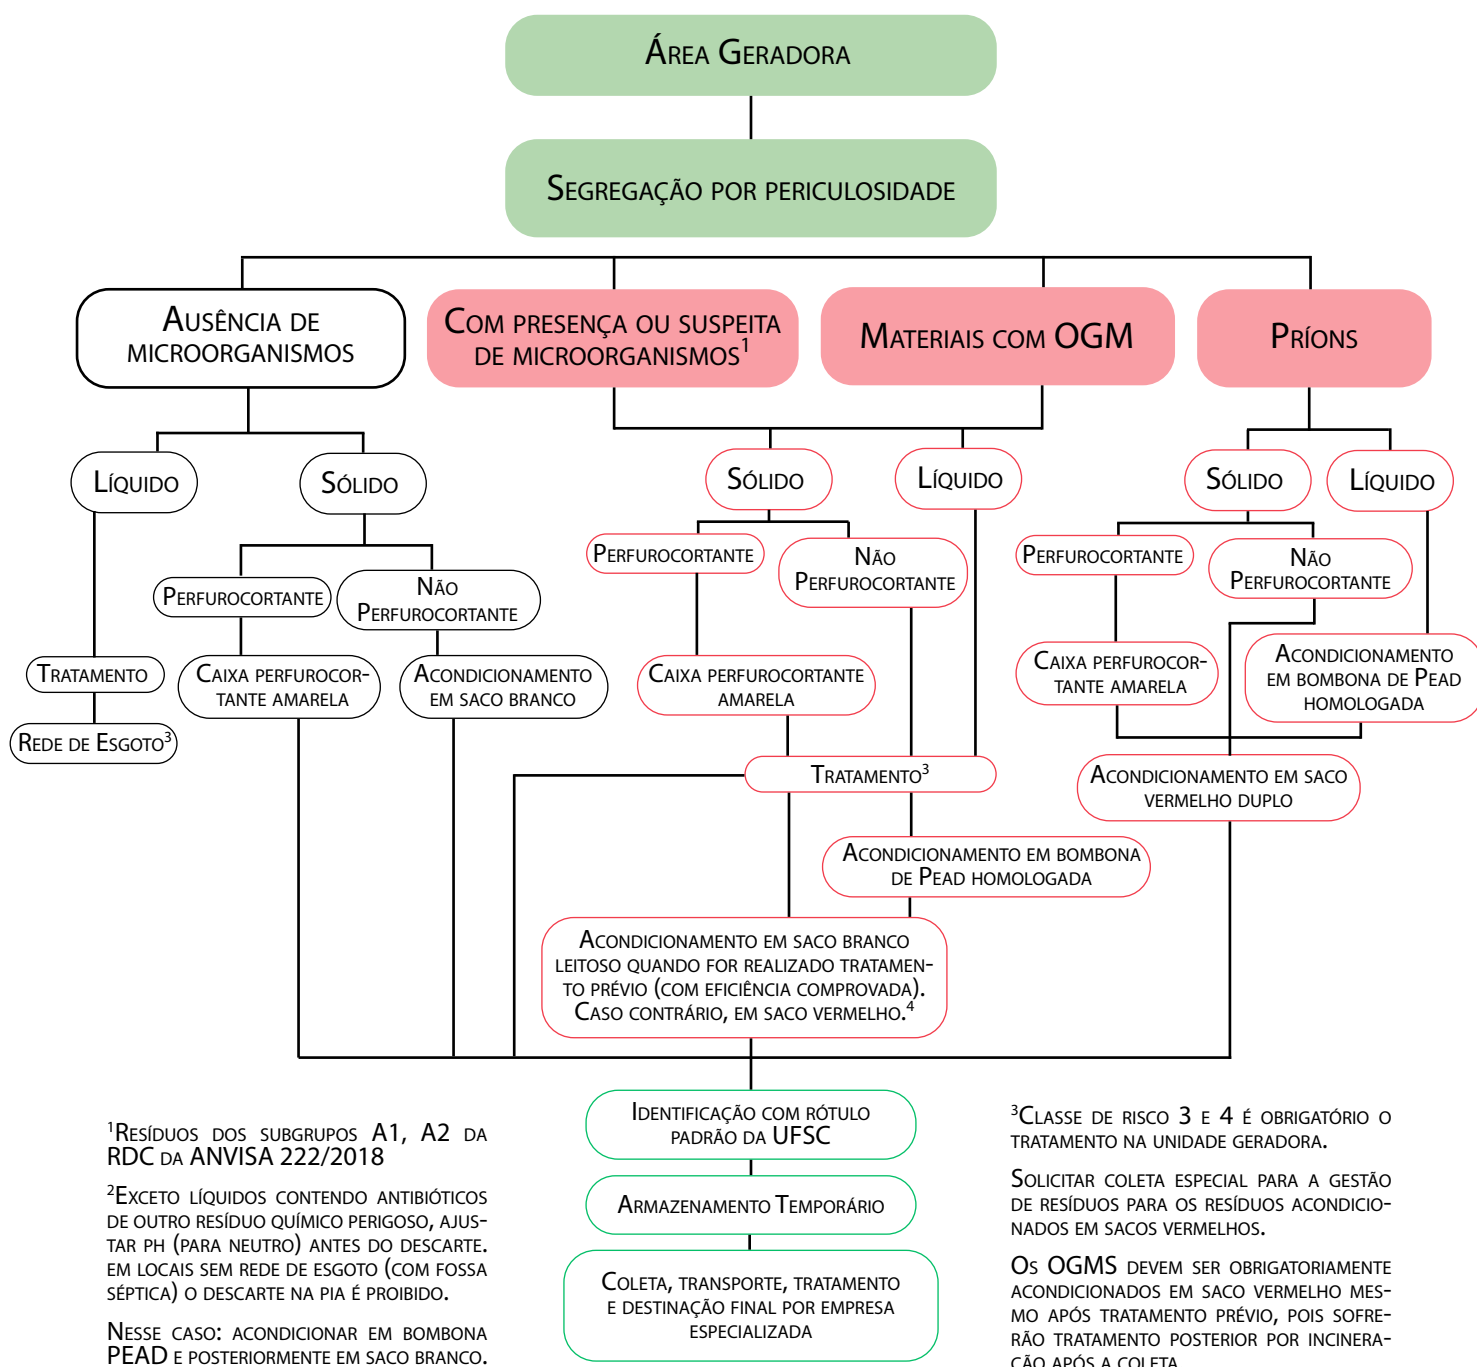 Área Geradora
Segregação por periculosidade
Ausência de
microorganismos
Com presença ou suspeita
de microorganismos¹
Materiais com OGM
Príons
Líquido
Sólido
Sólido
Líquido
Sólido
Líquido
Perfurocortante
Não
Perfurocortante
Perfurocortante
Não
Perfurocortante
Perfurocortante
Não
Perfurocortante
Tratamento
Caixa perfurocor-
tante amarela
Acondicionamento
em saco branco
Caixa perfurocortante
amarela
Caixa perfurocor-
tante amarela
Acondicionamento
em bombona de Pead
homologada
Rede de Esgoto³
Tratamento³
Acondicionamento em saco
vermelho duplo
Acondicionamento em bombona
de Pead homologada
Acondicionamento em saco branco
leitoso quando for realizado tratamen-
to prévio (com eficiência comprovada).
Caso contrário, em saco vermelho.⁴
Identificação com rótulo
padrão da UFSC
Armazenamento Temporário
Coleta, transporte, tratamento
e destinação final por empresa
especializada
¹Resíduos dos subgrupos A1, A2 da
RDC da ANVISA 222/2018
²Exceto líquidos contendo antibióticos
de outro resíduo químico perigoso, ajus-
tar ph (para neutro) antes do descarte.
em locais sem rede de esgoto (com fossa
séptica) o descarte na pia é proibido.
Nesse caso: acondicionar em bombona
PEAD e posteriormente em saco branco.
³Classe de risco 3 e 4 é obrigatório o
tratamento na unidade geradora.
Solicitar coleta especial para a gestão
de resíduos para os resíduos acondicio-
nados em sacos vermelhos.
Os OGMS devem ser obrigatoriamente
acondicionados em saco vermelho mes-
mo após tratamento prévio, pois sofre-
rão tratamento posterior por incinera-
ção após a coleta